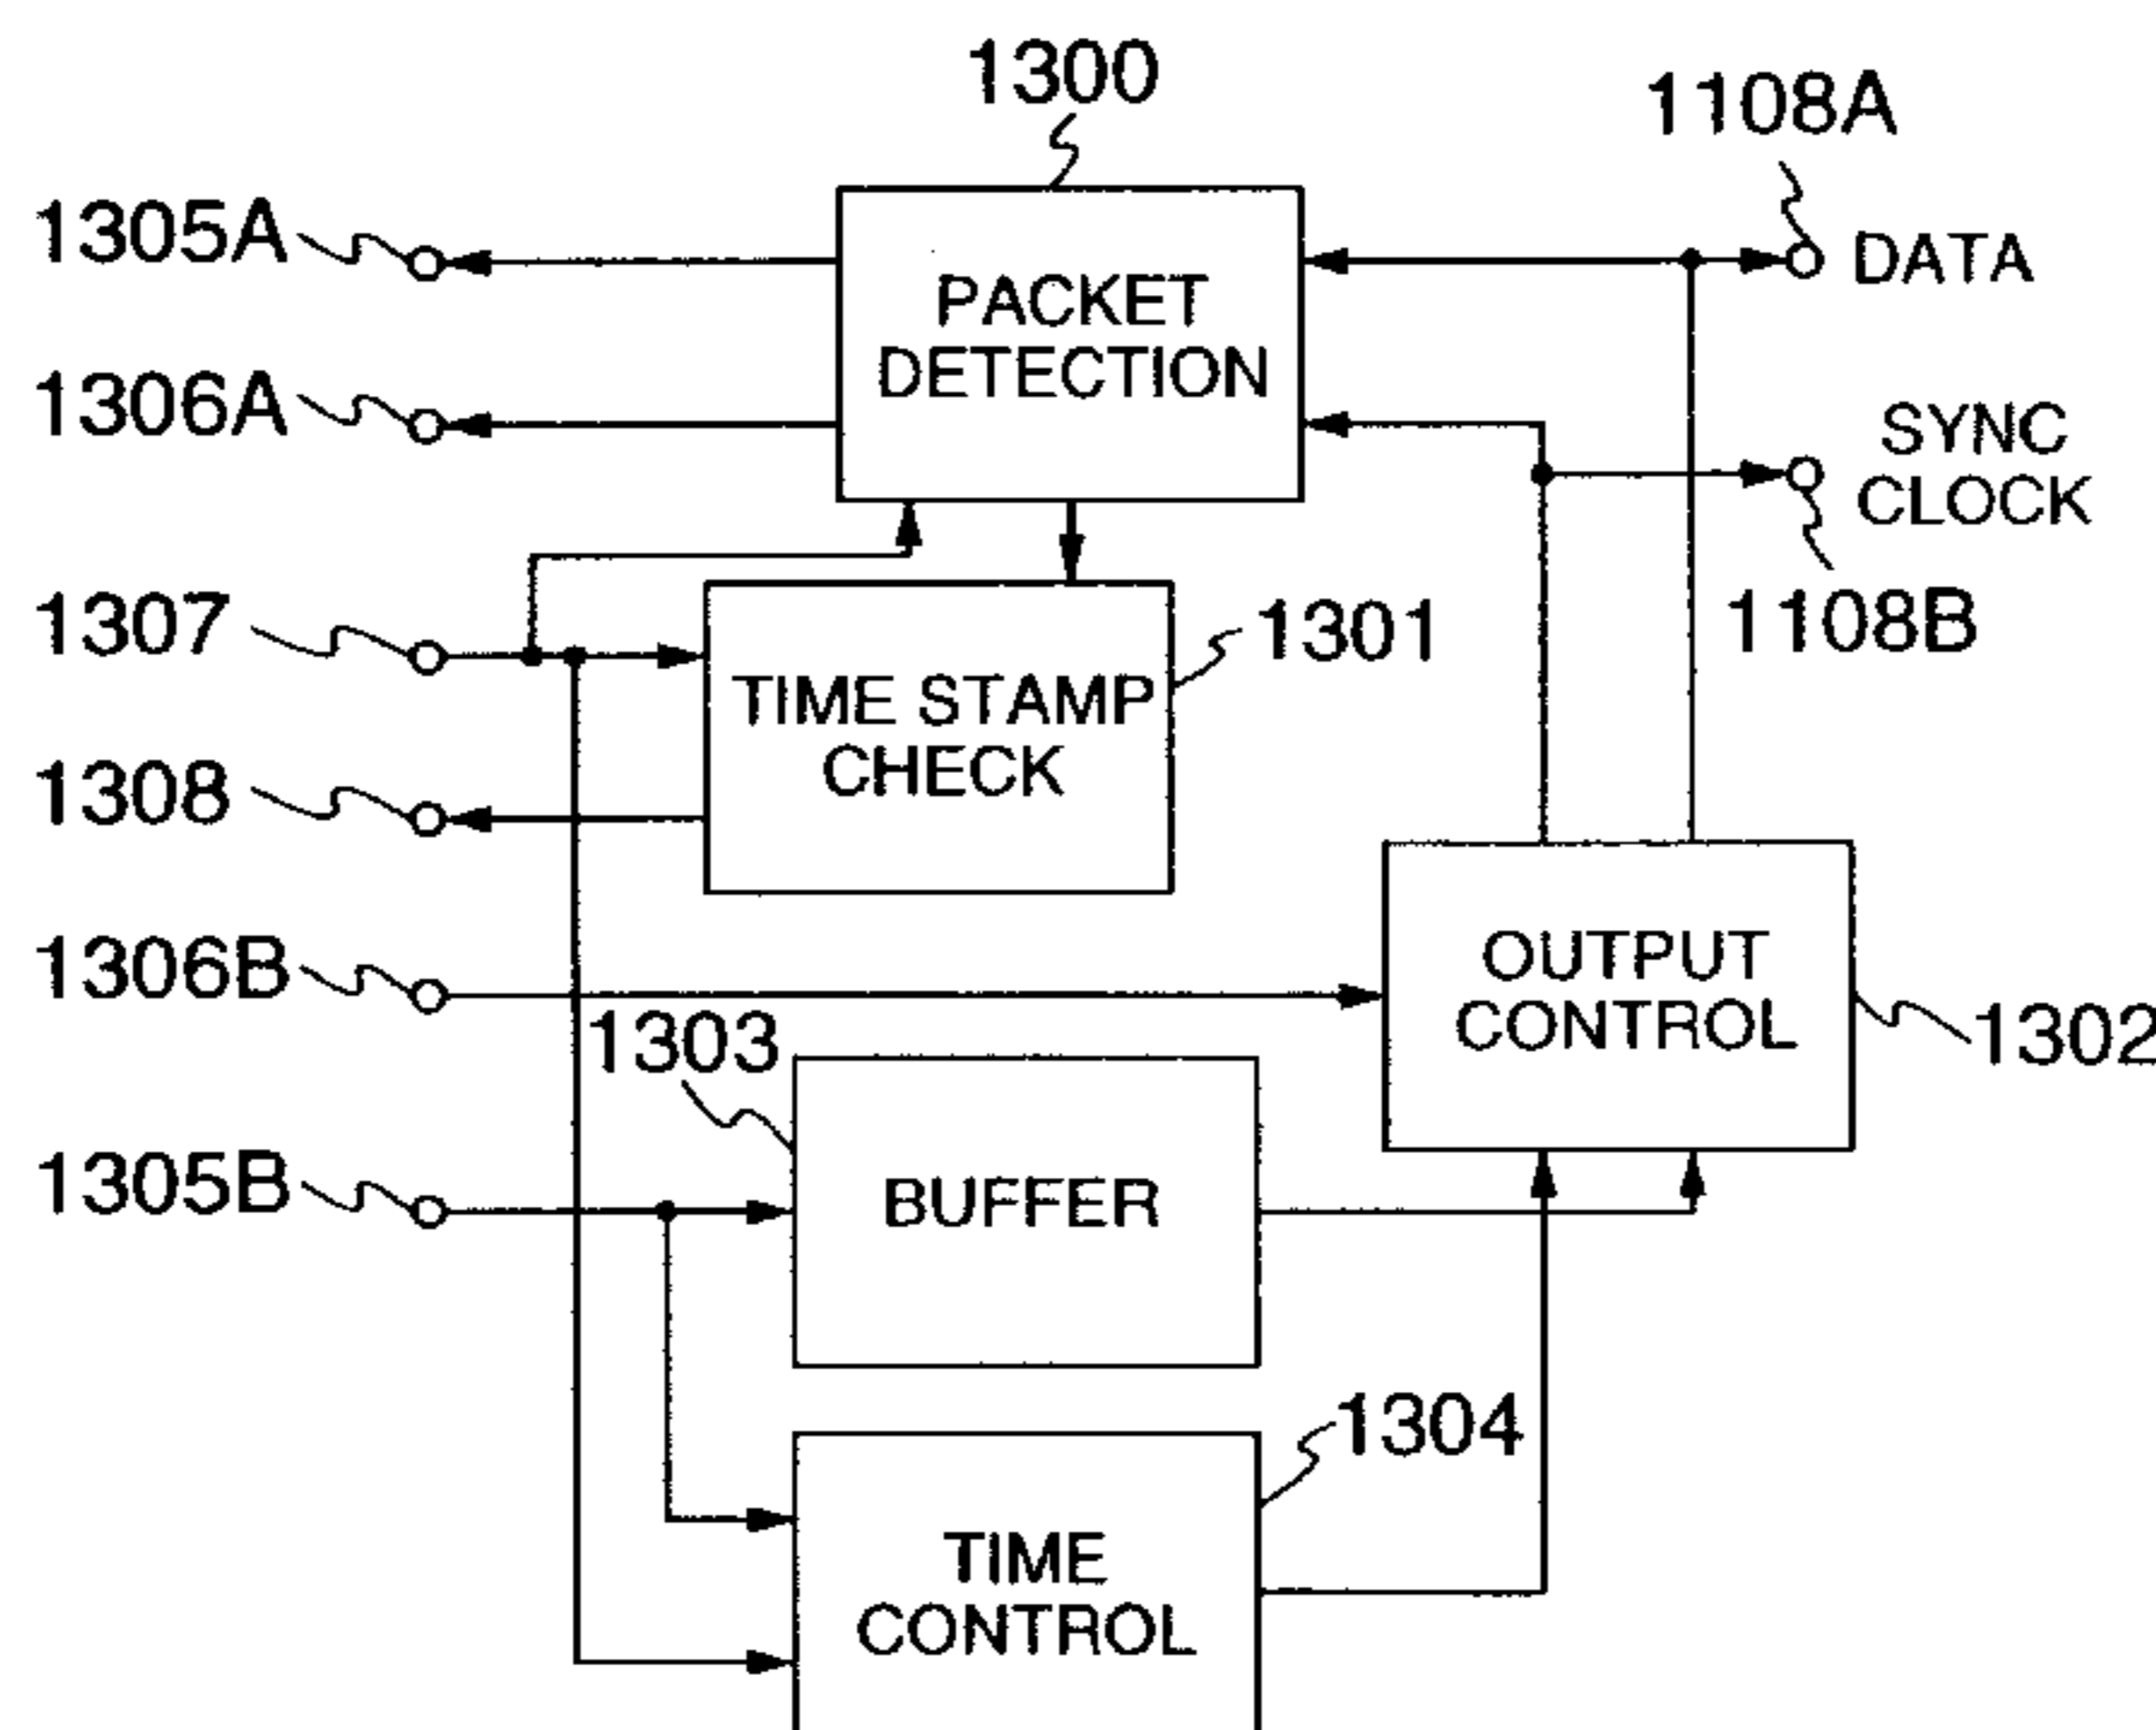 1300
1108A
1305A
DATA
PACKET
DETECTION
1306A
SYNC
CLOCK
1307
1301
1108B
TIME STAMP
CHECK
1308
1306B
OUTPUT
CONTROL
1303
1302
1305B
BUFFER
1304
TIME
CONTROL